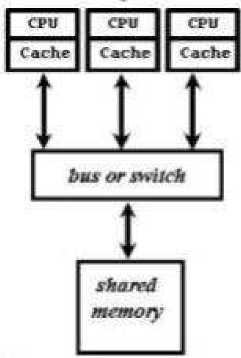 CPU CPU CPU
Cache Cache Cache
bus or switch
shared
memory